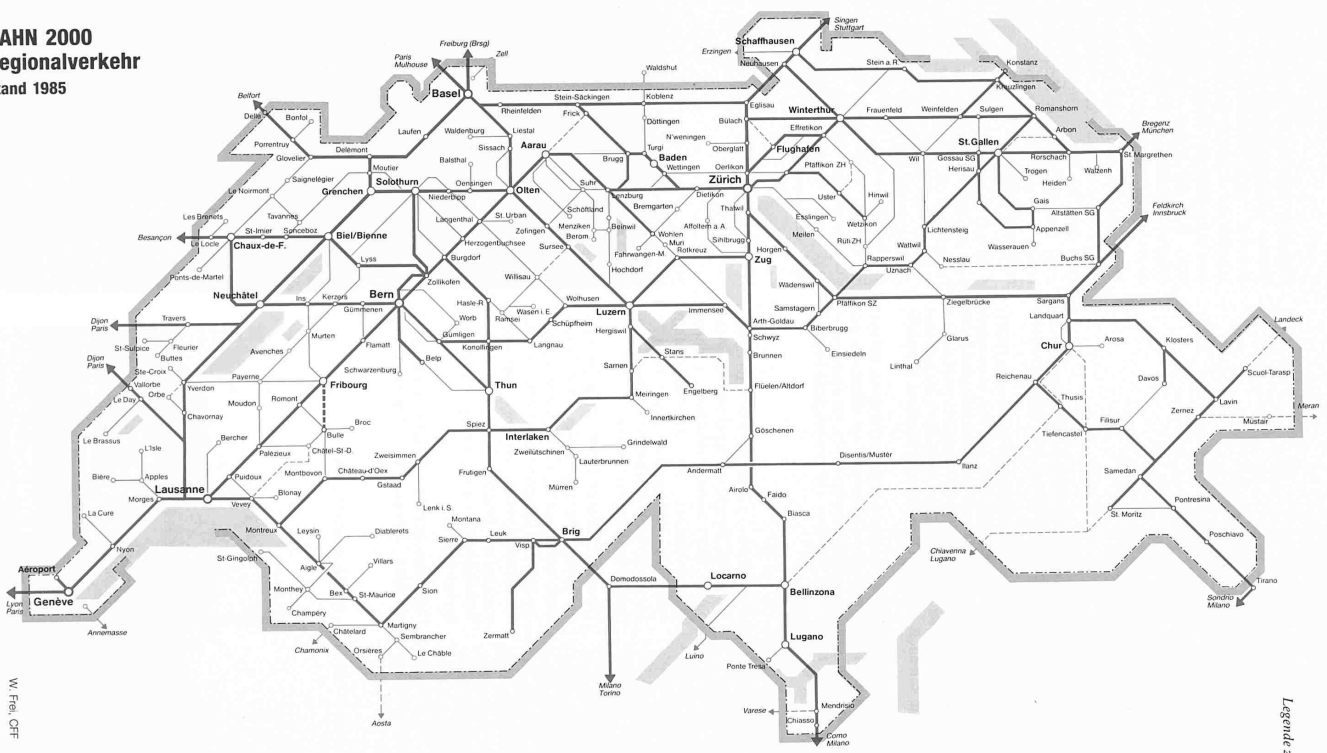 AHN 2000
egionalverkehr
tand 1985
Singen
Stuttgart
Schaffhausen
Erzingen
Neuhausen
Stein a.R.
Konstanz
Kreuzlingen
Freiburg (Brsg)
Zell
Paris
Mulhouse
Basel
Waldshut
Koblenz
Stein-Säckingen
Rheinfelden
Frick
Döttingen
Eglisau
Bülach
Winterthur
Frauenfeld
Weinfelden
Sulgen
Romanshorn
Arbon
Bregenz
München
Belfort
Delle
Bonfol
Porrentruy
Glovelier
Delémont
Laufen
Waldenburg
Liestal
Sissach
Aarau
Brugg
Turgi
Baden
Wettingen
N'weningen
Oberglatt
Oerlikon
Effretikon
Flughafen
Pfäffikon ZH
Wil
Gossau SG
St.Gallen
Herisau
Rorschach
St. Margrethen
Trogen
Heiden
Walzenh
Moutier
Balsthal
Oensingen
Solothurn
Grenchen
Niederbipp
Olten
Suhr
Lenzburg
Dietikon
Zürich
Uster
Hinwil
Wetzikon
Le Noirmont
Saignelégier
Tavannes
Les Brenets
St-Imier
Sonceboz
Besançon
Le Locle
Chaux-de-F.
Biel/Bienne
Langenthal
St. Urban
Zofingen
Schöftland
Menziken
Beinwil
Berom
Bremgarten
Wohlen
Muri
Fahrwangen-M.
Rotkreuz
Affoltern a.A.
Thalwil
Sihlbrugg
Esslingen
Meilen
Horgen
Rüti ZH
Gais
Altstätten SG
Appenzell
Wasserauen
Lichtensteig
Wattwil
Feldkirch
Innsbruck
Ponts-de-Martel
Lyss
Herzogenbuchsee
Burgdorf
Sursee
Hochdorf
Zug
Rapperswil
Uznach
Nesslau
Buchs SG
Neuchâtel
Ins
Kerzers
Gümmenen
Bern
Zollikofen
Hasle-R
Willisau
Wolhusen
Luzern
Immensee
Wädenswil
Samstagern
Pfäffikon SZ
Ziegelbrücke
Sargans
Landquart
Dijon
Paris
Travers
St-Sulpice
Fleurier
Buttes
Murten
Avenches
Flamatt
Worb
Gümligen
Konolfingen
Ramsei
Wasen i. E
Schüpfheim
Langnau
Hergiswil
Stans
Arth-Goldau
Schwyz
Brunnen
Biberbrugg
Einsiedeln
Glarus
Linthal
Chur
Arosa
Klosters
Landeck
Dijon
Paris
Vallorbe
Le Day
Ste-Croix
Orbe
Yverdon
Payerne
Fribourg
Schwarzenburg
Belp
Thun
Sarnen
Engelberg
Flüelen/Altdorf
Reichenau
Davos
Scuol-Tarasp
Lavin
Chavornay
Moudon
Romont
Bulle
Broc
Meiringen
Innertkirchen
Thusis
Filisur
Tiefencastel
Zernez
Müstair
Meran
Le Brassus
L'Isle
Bercher
Palézieux
Châtel-St-D.
Spiez
Interlaken
Grindelwald
Zweilütschinen
Lauterbrunnen
Mürren
Göschenen
Bière
Apples
Puidoux
Montbovon
Château-d'Oex
Gstaad
Zweisimmen
Frutigen
Andermatt
Disentis/Mustér
Ilanz
Samedan
Lausanne
Morges
Vevey
Blonay
Lenk i. S.
Airolo
Faido
Biasca
Pontresina
St. Moritz
La Cure
Nyon
Montreux
Leysin
Diablerets
Montana
Sierre
Leuk
Visp
Brig
Poschiavo
St-Gingolph
Aigle
Villars
Chiavenna
Lugano
Aéroport
Genève
Lyon
Paris
Annemasse
Monthey
Bex
St-Maurice
Sion
Champéry
Domodossola
Locarno
Bellinzona
Tirano
Sondrio
Milano
Châtelard
Martigny
Sembrancher
Chamonix
Orsières
Le Châble
Zermatt
Luino
Lugano
Ponte Tresa
Milano
Torino
Aosta
Varese
Mendrisio
Chiasso
Como
Milano
W. Frei, CFF